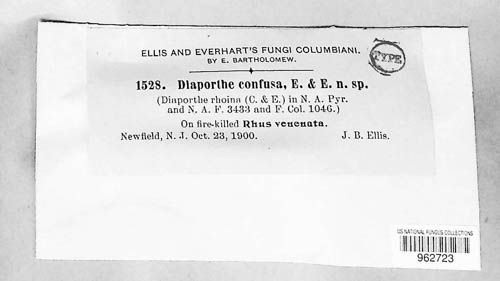 ELLIS AND EVERHART'S FUNGI COLUMBIANI.
BY E. BARTHOLOMEW.
TYPE
1528. Diaporthe confusa, E. & E. n. sp.
(Diaporthe rhoina (C. & E.) in N. A. Pyr.
and N. A. F. 3433 and F. Col. 1046.)
On fire-killed Rhus venenata.
Newfield, N. J. Oct. 23, 1900. J. B. Ellis.
US NATIONAL FUNGUS COLLECTIONS
962723